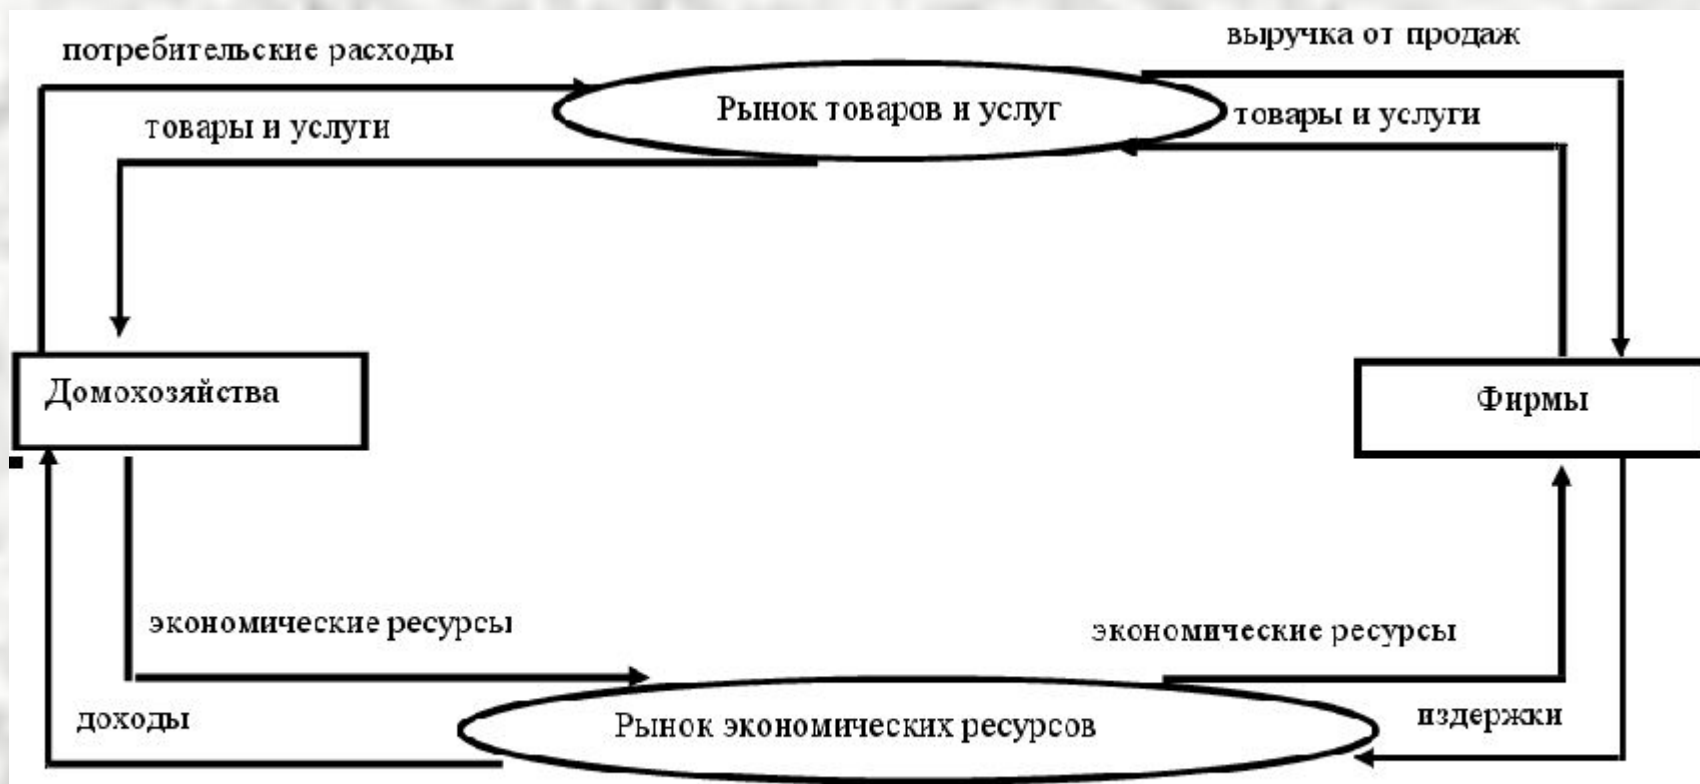 потребительские расходы
выручка от продаж
Рынок товаров и услуг
товары и услуги
товары и услуги
Домохозяйства
Фирмы
экономические ресурсы
экономические ресурсы
доходы
Рынок экономических ресурсов
издержки